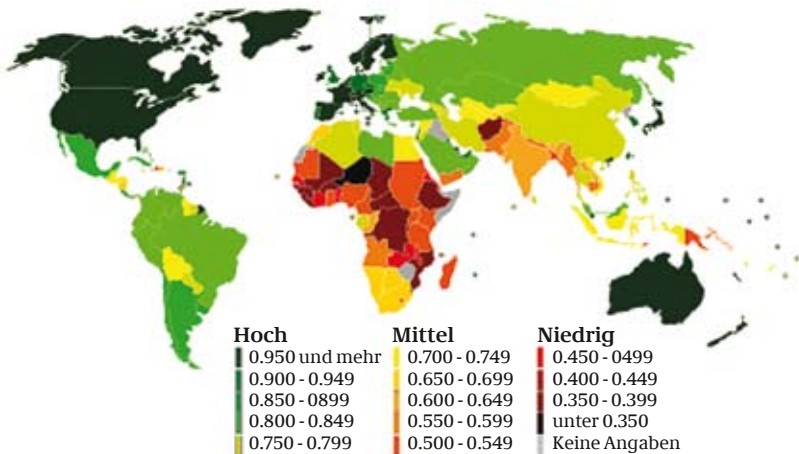 Hoch
0.950 und mehr
0.900 - 0.949
0.850 - 0899
0.800 - 0.849
0.750 - 0.799
Mittel
0.700 - 0.749
0.650 - 0.699
0.600 - 0.649
0.550 - 0.599
0.500 - 0.549
Niedrig
0.450 - 0499
0.400 - 0.449
0.350 - 0.399
unter 0.350
Keine Angaben